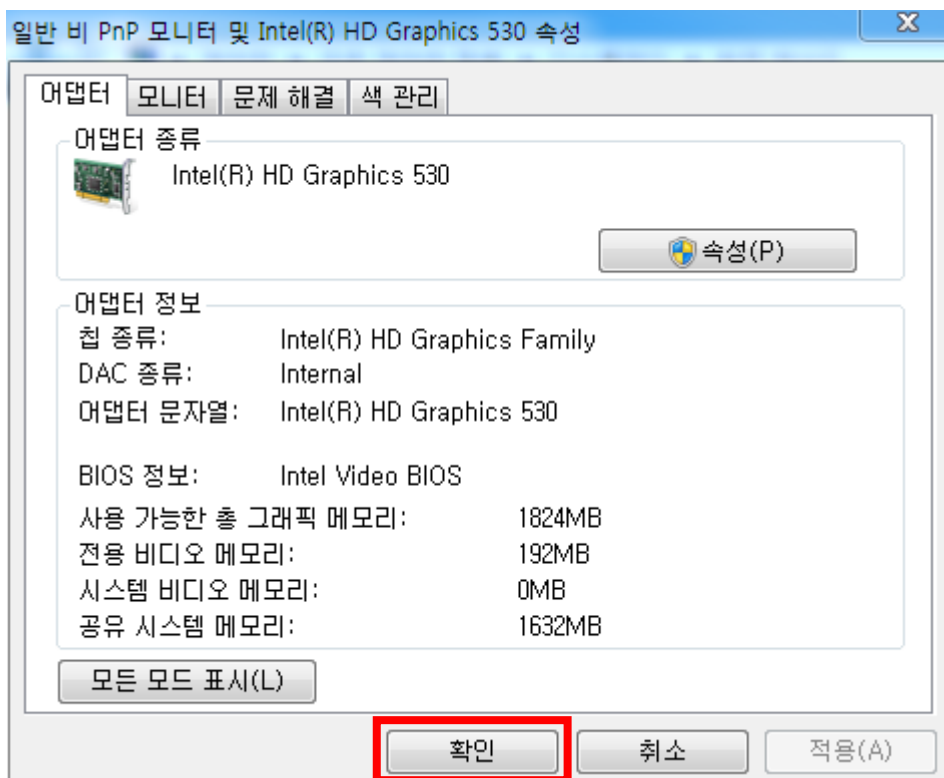 일반 비 PnP 모니터 및 Intel(R) HD Graphics 530 속성
어댑터 모니터 문제 해결 색 관리
어댑터 종류
Intel(R) HD Graphics 530
속성(P)
어댑터 정보
칩 종류: Intel(R) HD Graphics Family
DAC 종류: Internal
어댑터 문자열: Intel(R) HD Graphics 530
BIOS 정보: Intel Video BIOS
사용 가능한 총 그래픽 메모리: 1824MB
전용 비디오 메모리: 192MB
시스템 비디오 메모리: 0MB
공유 시스템 메모리: 1632MB
모든 모드 표시(L)
확인 취소 적용(A)